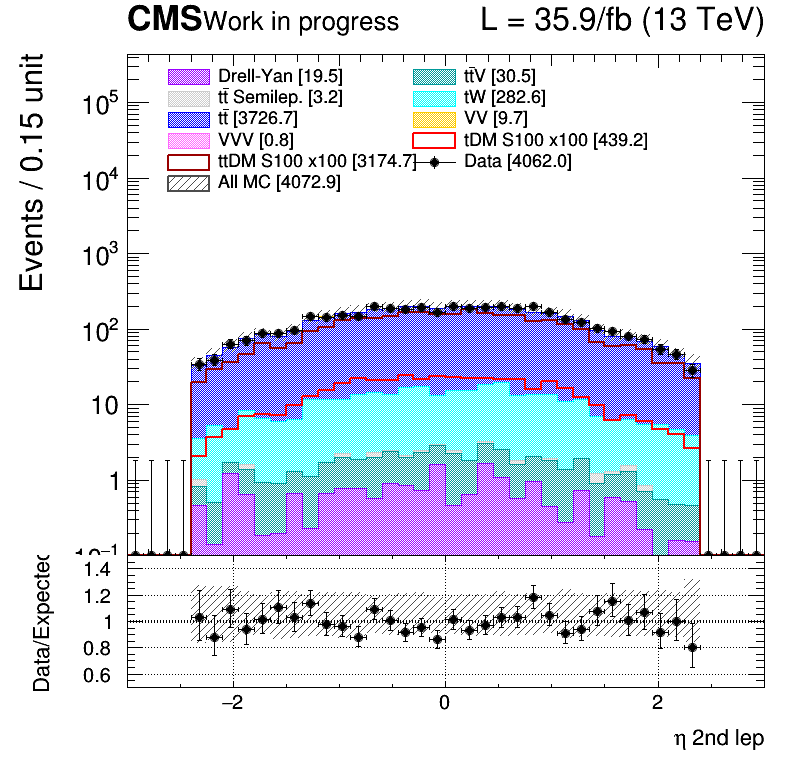 CMS Work in progress L = 35.9/fb (13 TeV)
Events / 0.15 unit
Drell-Yan [19.5] tt̄V [30.5]
tt̄ Semilep. [3.2] tW [282.6]
tt̄ [3726.7] VV [9.7]
VVV [0.8] tDM S100 x100 [439.2]
ttDM S100 x100 [3174.7] Data [4062.0]
All MC [4072.9]
10⁵
10⁴
10³
10²
10
1
10⁻¹
Data/Expected
1.4
1.2
1
0.8
0.6
−2 0 2
η 2nd lep